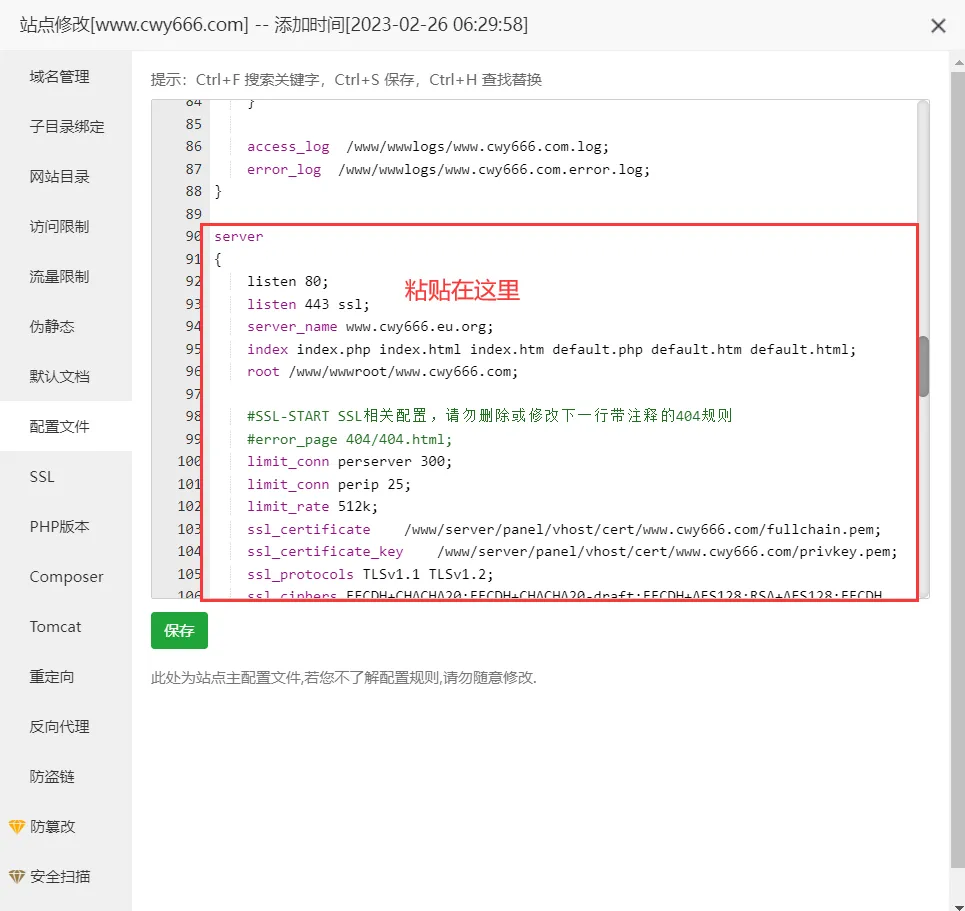 站点修改[www.cwy666.com] -- 添加时间[2023-02-26 06:29:58]
域名管理
子目录绑定
网站目录
访问限制
流量限制
伪静态
默认文档
配置文件
SSL
PHP版本
Composer
Tomcat
重定向
反向代理
防盗链
防篡改
安全扫描
提示：Ctrl+F 搜索关键字，Ctrl+S 保存，Ctrl+H 查找替换
84 }
85
86 access_log /www/wwwlogs/www.cwy666.com.log;
87 error_log /www/wwwlogs/www.cwy666.com.error.log;
88 }
89
90 server
91 {
92 listen 80;
粘贴在这里
93 listen 443 ssl;
94 server_name www.cwy666.eu.org;
95 index index.php index.html index.htm default.php default.htm default.html;
96 root /www/wwwroot/www.cwy666.com;
97
98 #SSL-START SSL相关配置，请勿删除或修改下一行带注释的404规则
99 #error_page 404/404.html;
100 limit_conn perserver 300;
101 limit_conn perip 25;
102 limit_rate 512k;
103 ssl_certificate /www/server/panel/vhost/cert/www.cwy666.com/fullchain.pem;
104 ssl_certificate_key /www/server/panel/vhost/cert/www.cwy666.com/privkey.pem;
105 ssl_protocols TLSv1.1 TLSv1.2;
106 ssl_ciphers EECDH+CHACHA20:EECDH+CHACHA20-draft:EECDH+AES128:RSA+AES128:EECDH
保存
此处为站点主配置文件,若您不了解配置规则,请勿随意修改.